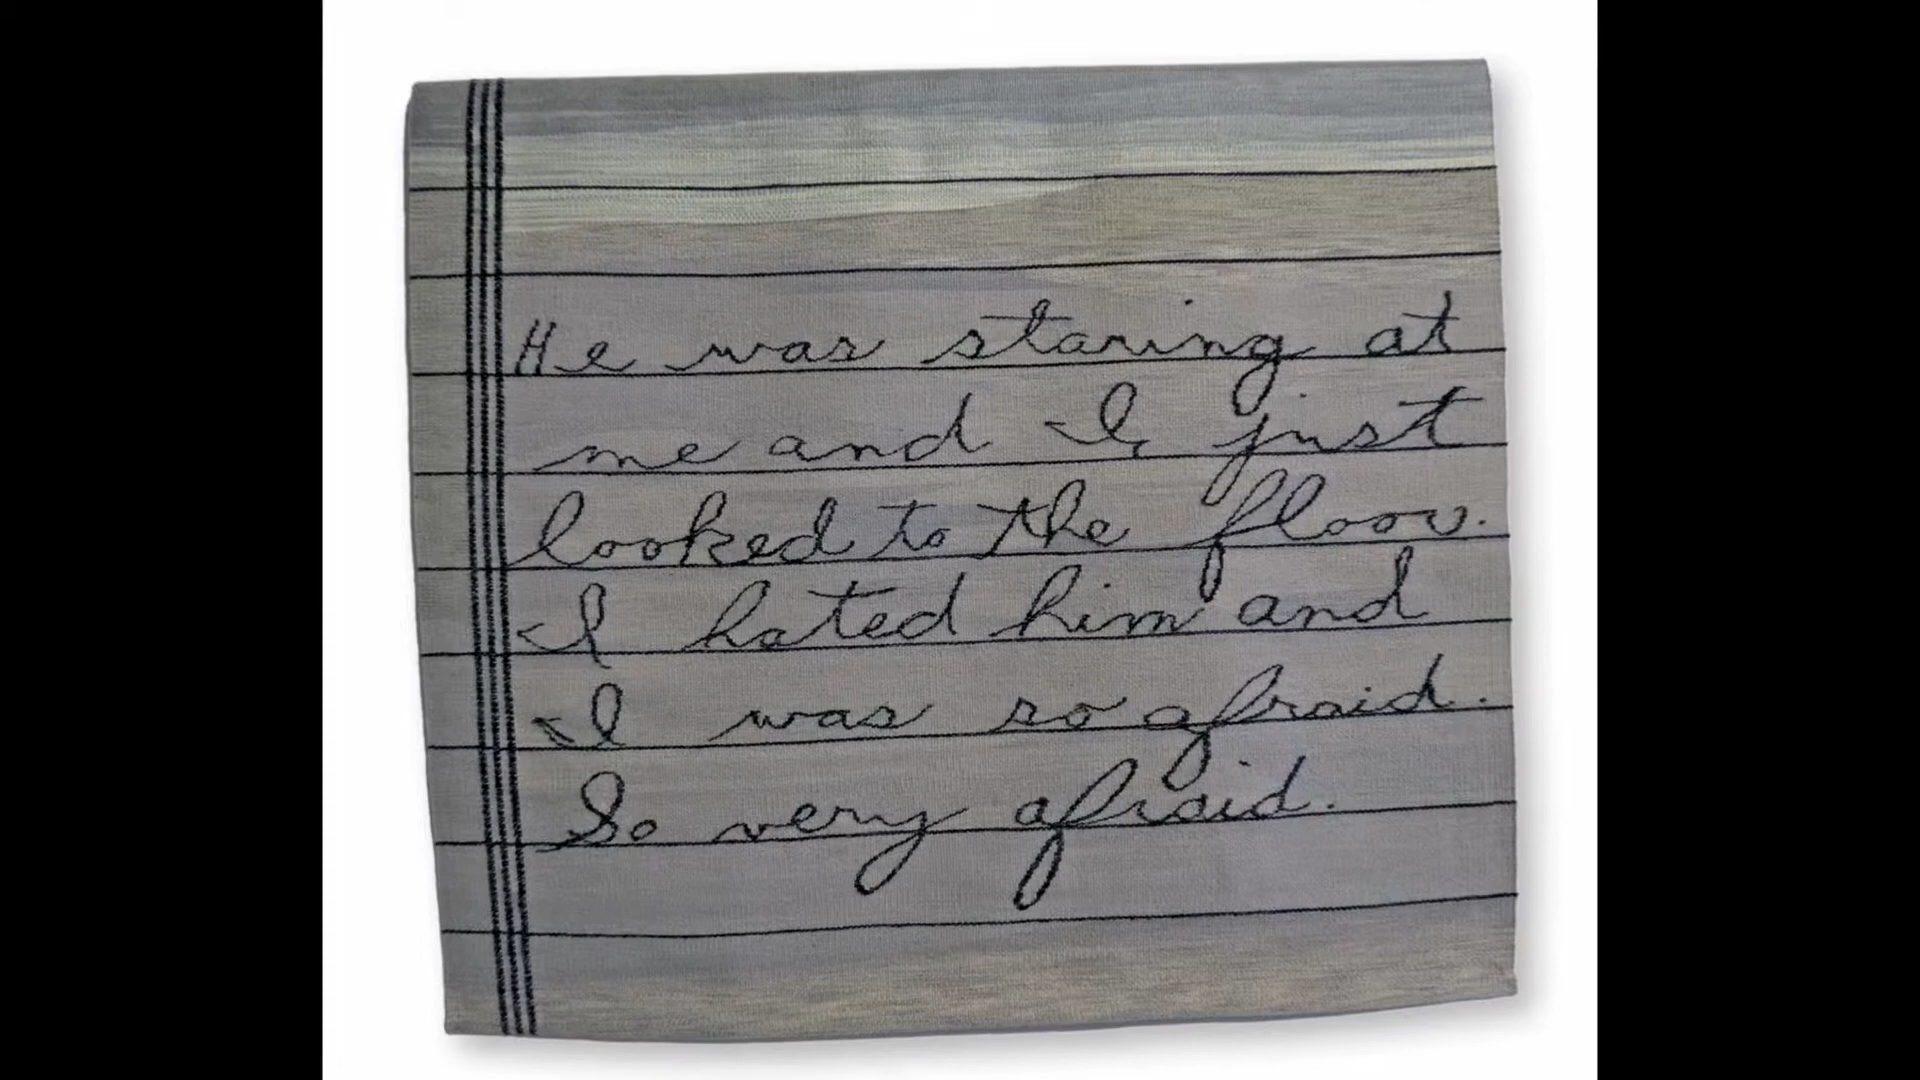 He was staring at
me and I just
looked to the floor.
I hated him and
I was so afraid.
So very afraid.